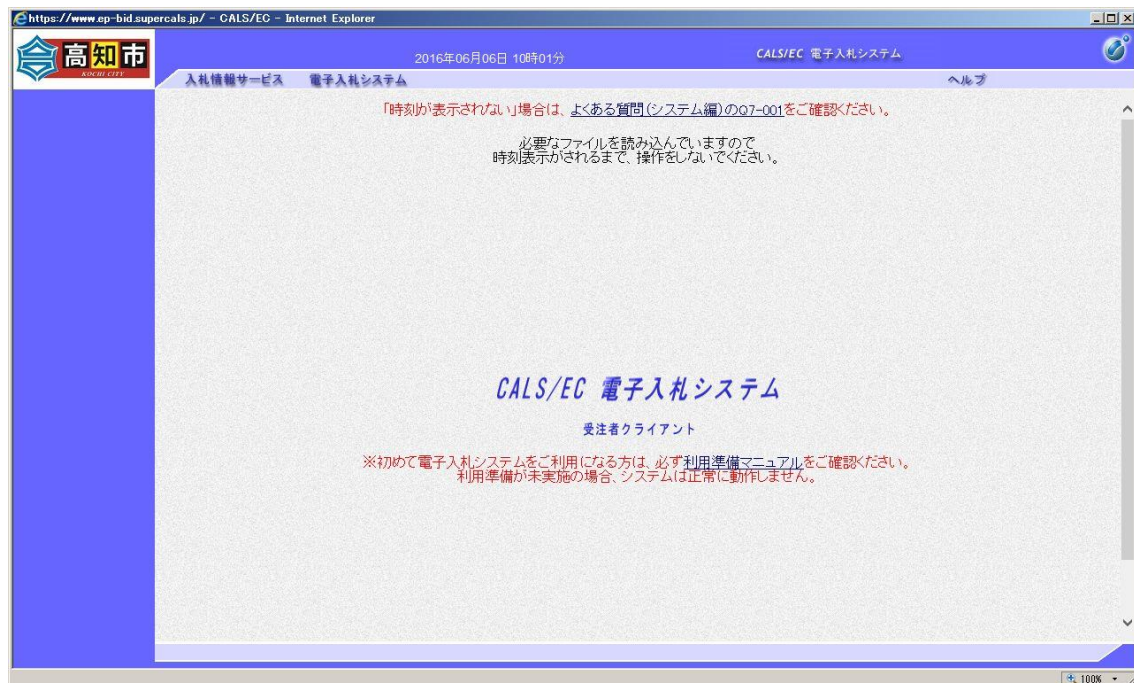 https://www.ep-bid.supercals.jp/ - CALS/EC - Internet Explorer
高知市
KOCHI CITY
2016年06月06日 10時01分
CALS/EC 電子入札システム
入札情報サービス 電子入札システム ヘルプ
「時刻が表示されない」場合は、よくある質問(システム編)のQ7-001をご確認ください。
必要なファイルを読み込んでいますので
時刻表示がされるまで、操作をしないでください。
CALS/EC 電子入札システム
受注者クライアント
※初めて電子入札システムをご利用になる方は、必ず利用準備マニュアルをご確認ください。
利用準備が未実施の場合、システムは正常に動作しません。
100%